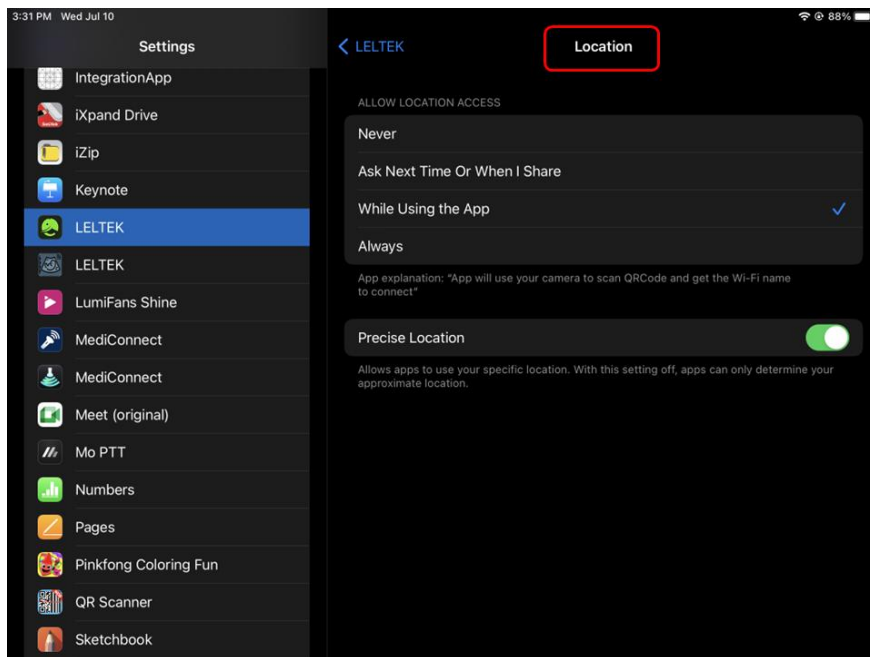 3:31 PM Wed Jul 10
88%
Settings
IntegrationApp
iXpand Drive
iZip
Keynote
LELTEK
LELTEK
LumiFans Shine
MediConnect
MediConnect
Meet (original)
Mo PTT
Numbers
Pages
Pinkfong Coloring Fun
QR Scanner
Sketchbook
LELTEK
Location
ALLOW LOCATION ACCESS
Never
Ask Next Time Or When I Share
While Using the App
Always
App explanation: “App will use your camera to scan QRCode and get the Wi-Fi name
to connect”
Precise Location
Allows apps to use your specific location. With this setting off, apps can only determine your
approximate location.